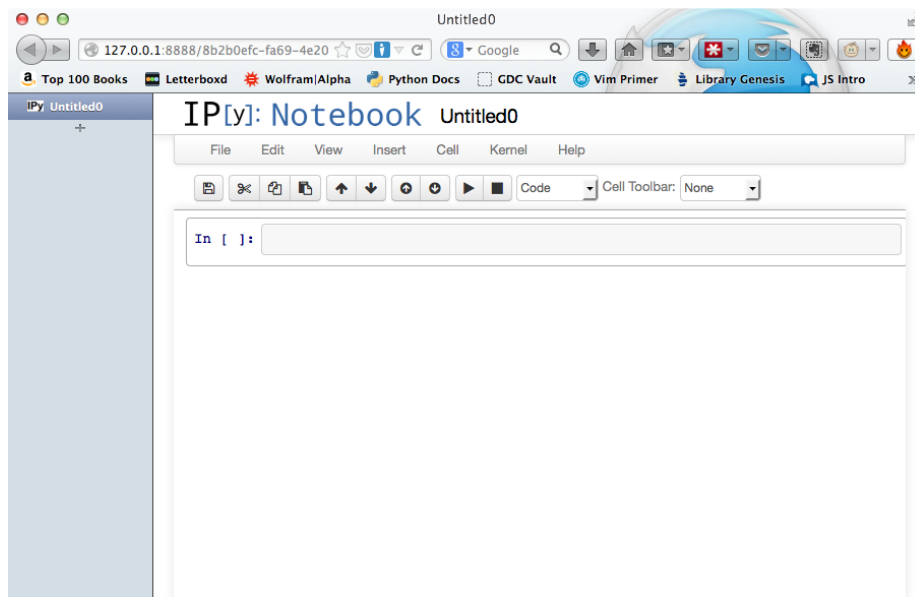 Untitled0
127.0.0.1:8888/8b2b0efc-fa69-4e20 Google
Top 100 Books Letterboxd Wolfram|Alpha Python Docs GDC Vault Vim Primer Library Genesis JS Intro
IPy Untitled0
IP[y]: Notebook Untitled0
File Edit View Insert Cell Kernel Help
Code Cell Toolbar: None
In [ ]: